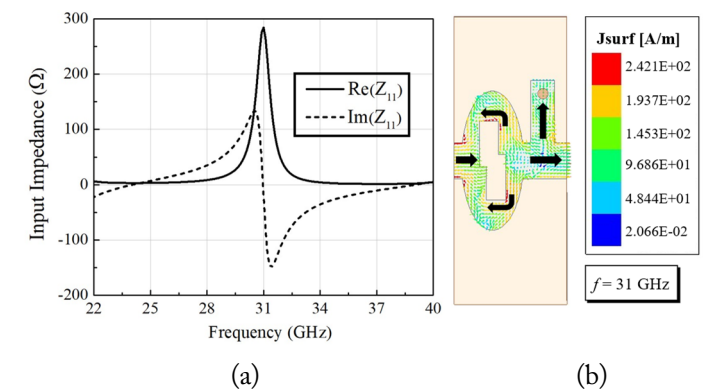 300
200
100
0
-100
-200
Input Impedance (Ω)
Re(Z11)
Im(Z11)
22 25 28 31 34 37 40
Frequency (GHz)
(a)
Jsurf [A/m]
2.421E+02
1.937E+02
1.453E+02
9.686E+01
4.844E+01
2.066E-02
f = 31 GHz
(b)